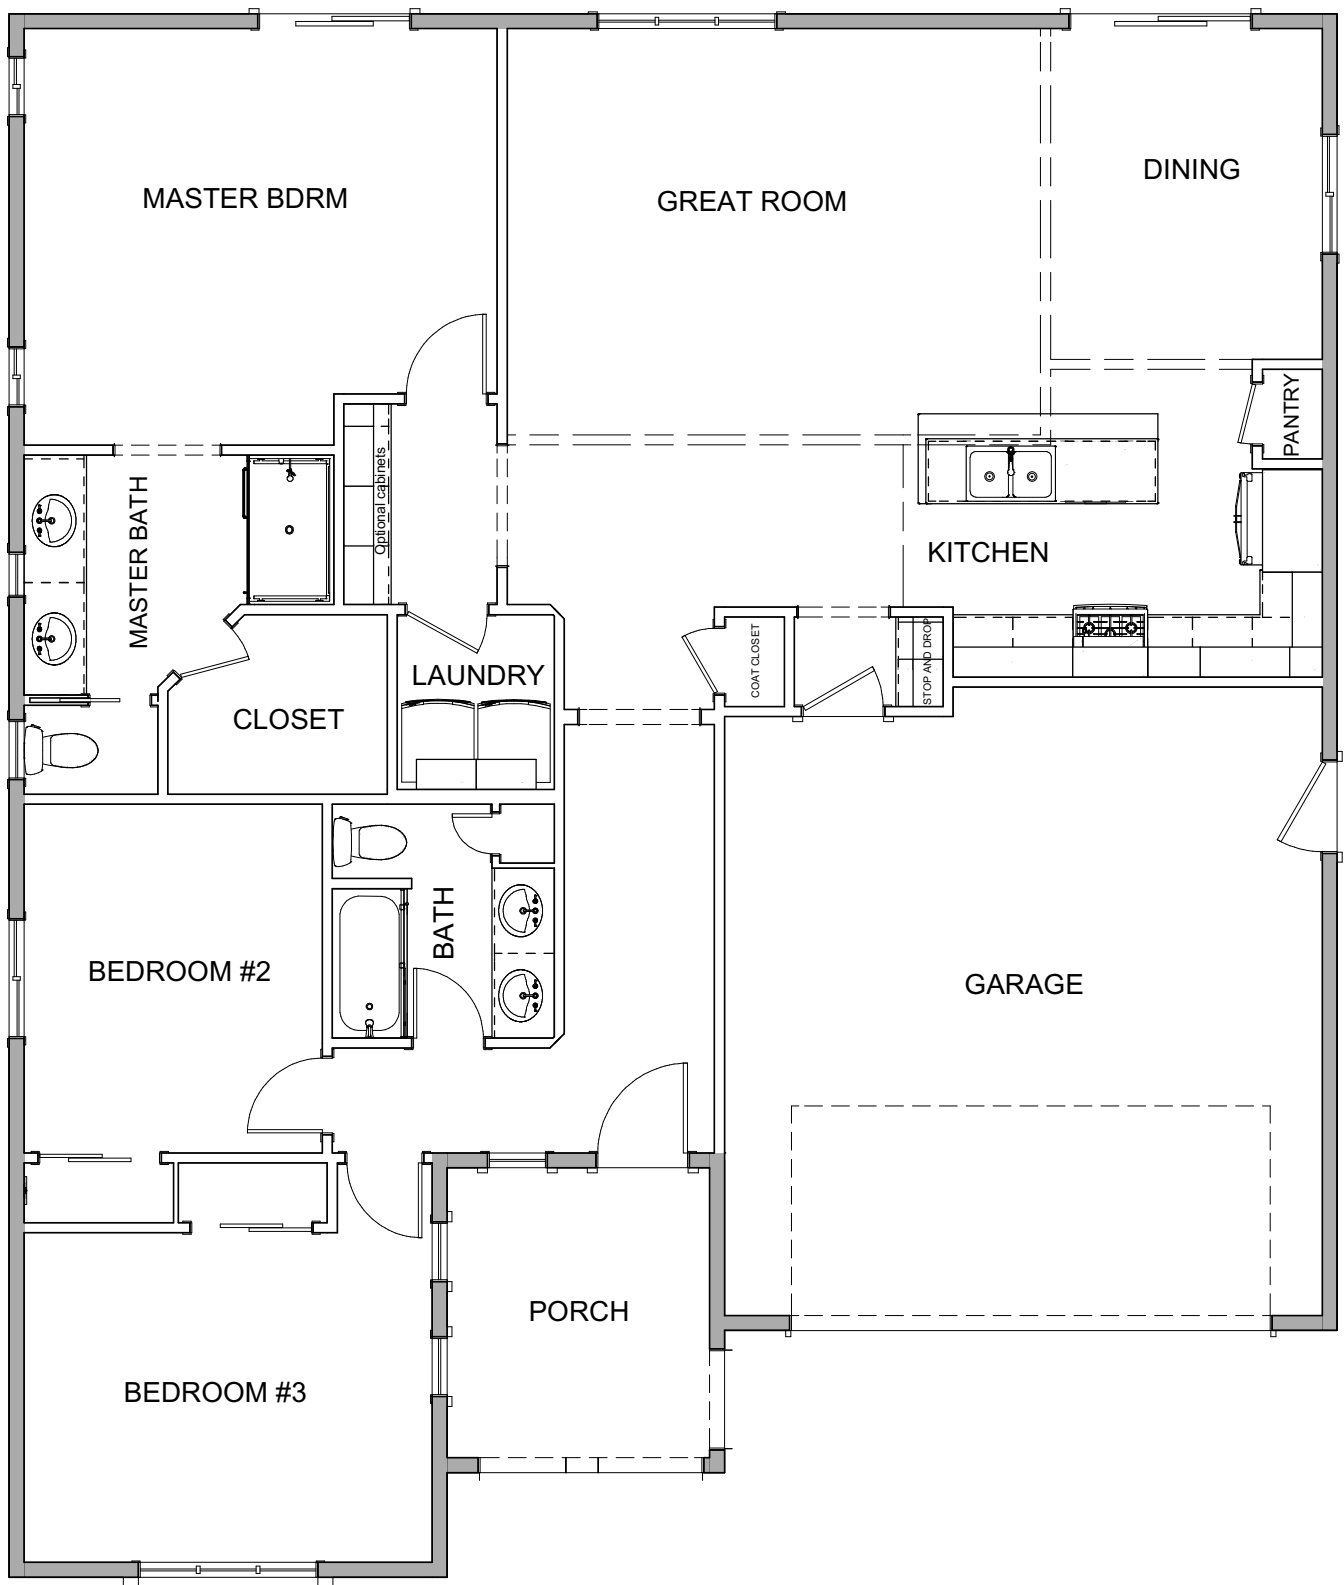 DINING
MASTER BDRM
GREAT ROOM
PANTRY
Optional cabinets
MASTER BATH
KITCHEN
COAT CLOSET
STOP AND DROP
LAUNDRY
CLOSET
BATH
BEDROOM #2
GARAGE
PORCH
BEDROOM #3